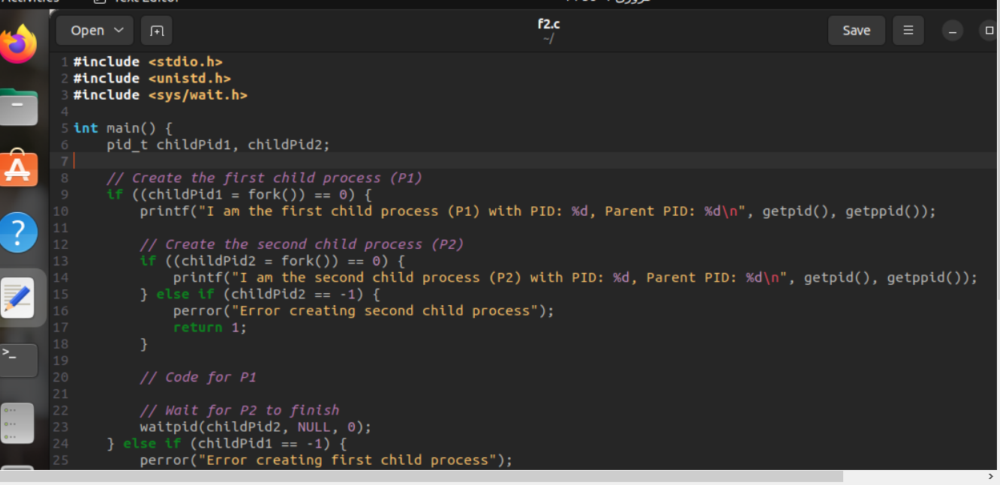 Open
f2.c
~/
Save
1 #include <stdio.h>
2 #include <unistd.h>
3 #include <sys/wait.h>
4
5 int main() {
6     pid_t childPid1, childPid2;
7
8     // Create the first child process (P1)
9     if ((childPid1 = fork()) == 0) {
10         printf("I am the first child process (P1) with PID: %d, Parent PID: %d\n", getpid(), getppid());
11
12         // Create the second child process (P2)
13         if ((childPid2 = fork()) == 0) {
14             printf("I am the second child process (P2) with PID: %d, Parent PID: %d\n", getpid(), getppid());
15         } else if (childPid2 == -1) {
16             perror("Error creating second child process");
17             return 1;
18         }
19
20         // Code for P1
21
22         // Wait for P2 to finish
23         waitpid(childPid2, NULL, 0);
24     } else if (childPid1 == -1) {
25         perror("Error creating first child process");